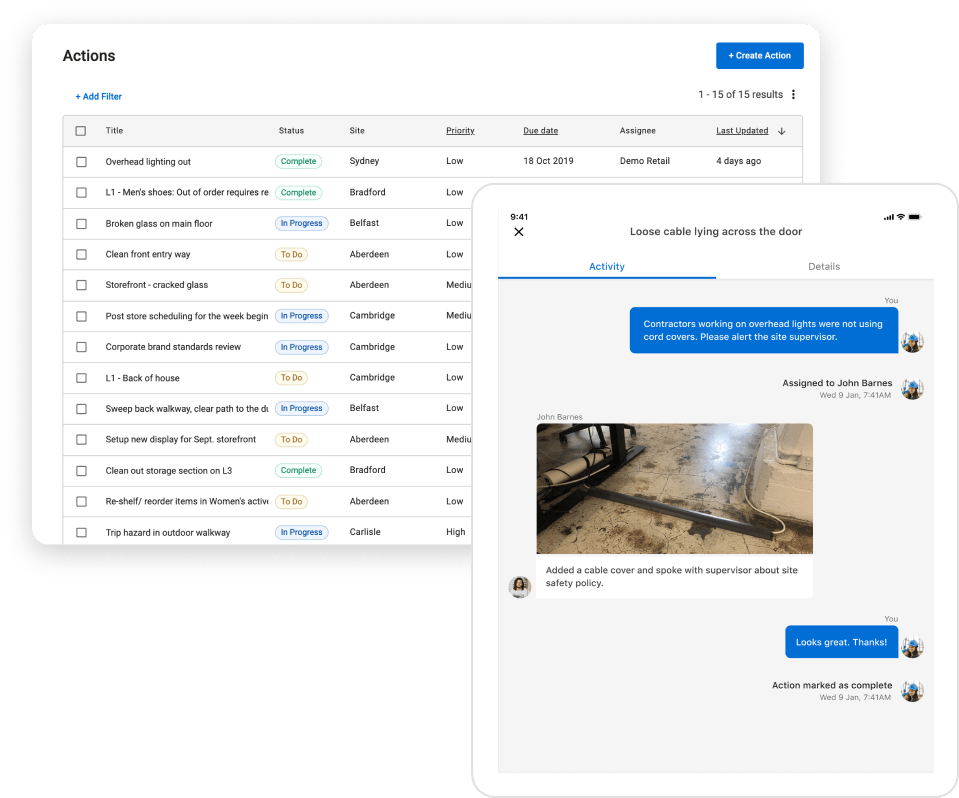 Actions
+ Create Action
+ Add Filter
1 - 15 of 15 results
Title Status Site Priority Due date Assignee Last Updated
Overhead lighting out Complete Sydney Low 18 Oct 2019 Demo Retail 4 days ago
L1 - Men's shoes: Out of order requires re Complete Bradford Low
Broken glass on main floor In Progress Belfast Low
Clean front entry way To Do Aberdeen Low
Storefront - cracked glass To Do Aberdeen Mediu
Post store scheduling for the week begin In Progress Cambridge Mediu
Corporate brand standards review In Progress Cambridge Low
L1 - Back of house To Do Cambridge Low
Sweep back walkway, clear path to the du In Progress Belfast Low
Setup new display for Sept. storefront To Do Aberdeen Mediu
Clean out storage section on L3 Complete Bradford Low
Re-shelf/ reorder items in Women's active To Do Aberdeen Low
Trip hazard in outdoor walkway In Progress Carlisle High
9:41
Loose cable lying across the door
Activity Details
You
Contractors working on overhead lights were not using
cord covers. Please alert the site supervisor.
Assigned to John Barnes
Wed 9 Jan, 7:41AM
John Barnes
Added a cable cover and spoke with supervisor about site
safety policy.
You
Looks great. Thanks!
Action marked as complete
Wed 9 Jan, 7:41AM